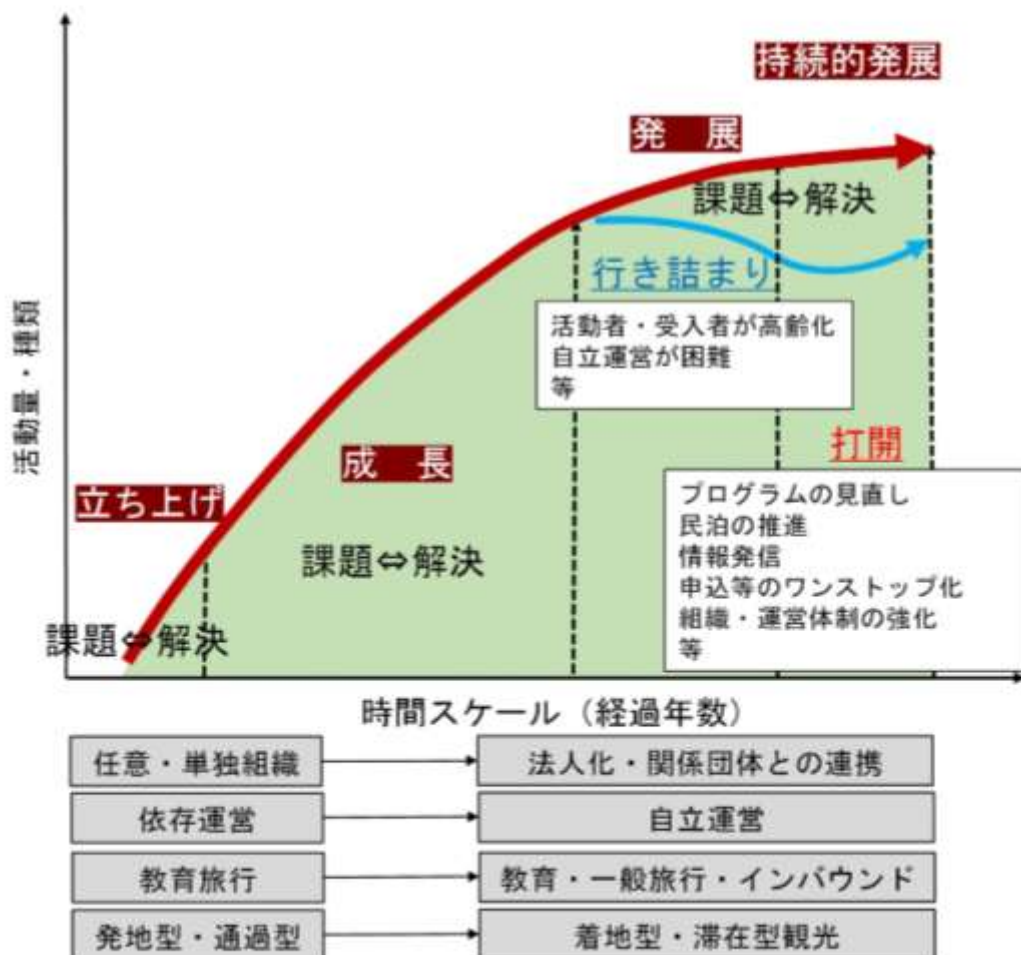 持続的発展
発　展
課題⇔解決
行き詰まり
活動者・受入者が高齢化
自立運営が困難
等
打開
プログラムの見直し
民泊の推進
情報発信
申込等のワンストップ化
組織・運営体制の強化
等
成　長
課題⇔解決
立ち上げ
課題⇔解決
活動量・種類
時間スケール（経過年数）
任意・単独組織
法人化・関係団体との連携
依存運営
自立運営
教育旅行
教育・一般旅行・インバウンド
発地型・通過型
着地型・滞在型観光